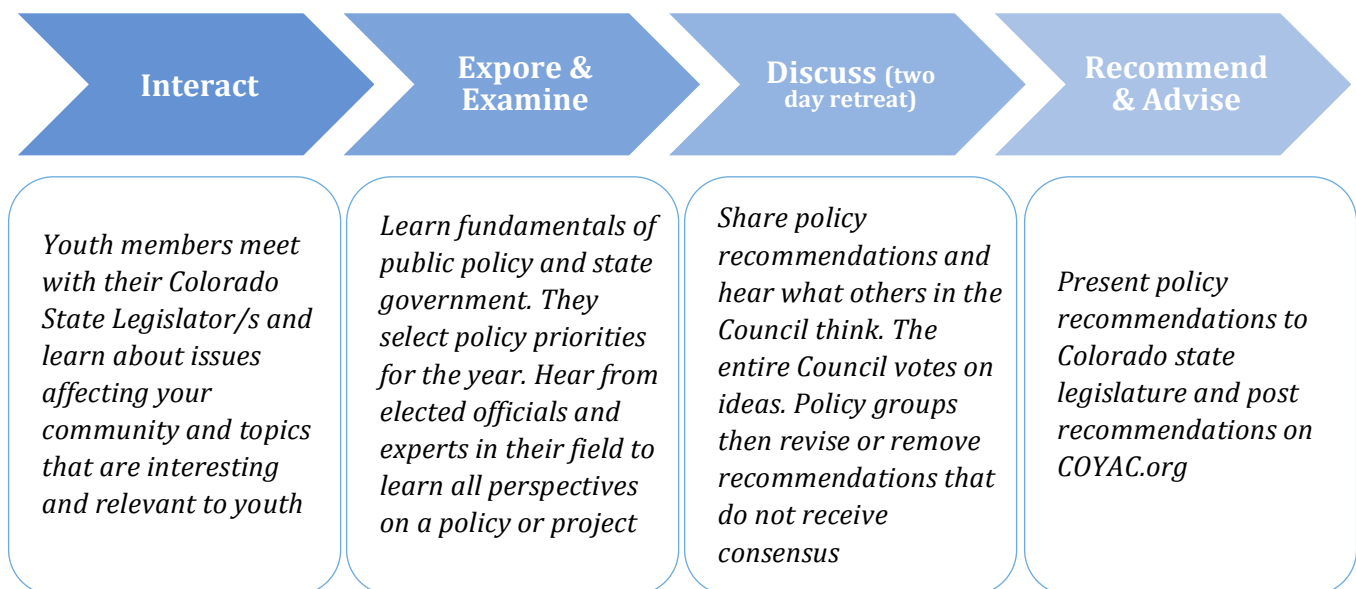 Interact
Youth members meet
with their Colorado
State Legislator/s and
learn about issues
affecting your
community and topics
that are interesting
and relevant to youth
Expore &
Examine
Learn fundamentals of
public policy and state
government. They
select policy priorities
for the year. Hear from
elected officials and
experts in their field to
learn all perspectives
on a policy or project
Discuss (two
day retreat)
Share policy
recommendations and
hear what others in the
Council think. The
entire Council votes on
ideas. Policy groups
then revise or remove
recommendations that
do not receive
consensus
Recommend
& Advise
Present policy
recommendations to
Colorado state
legislature and post
recommendations on
COYAC.org